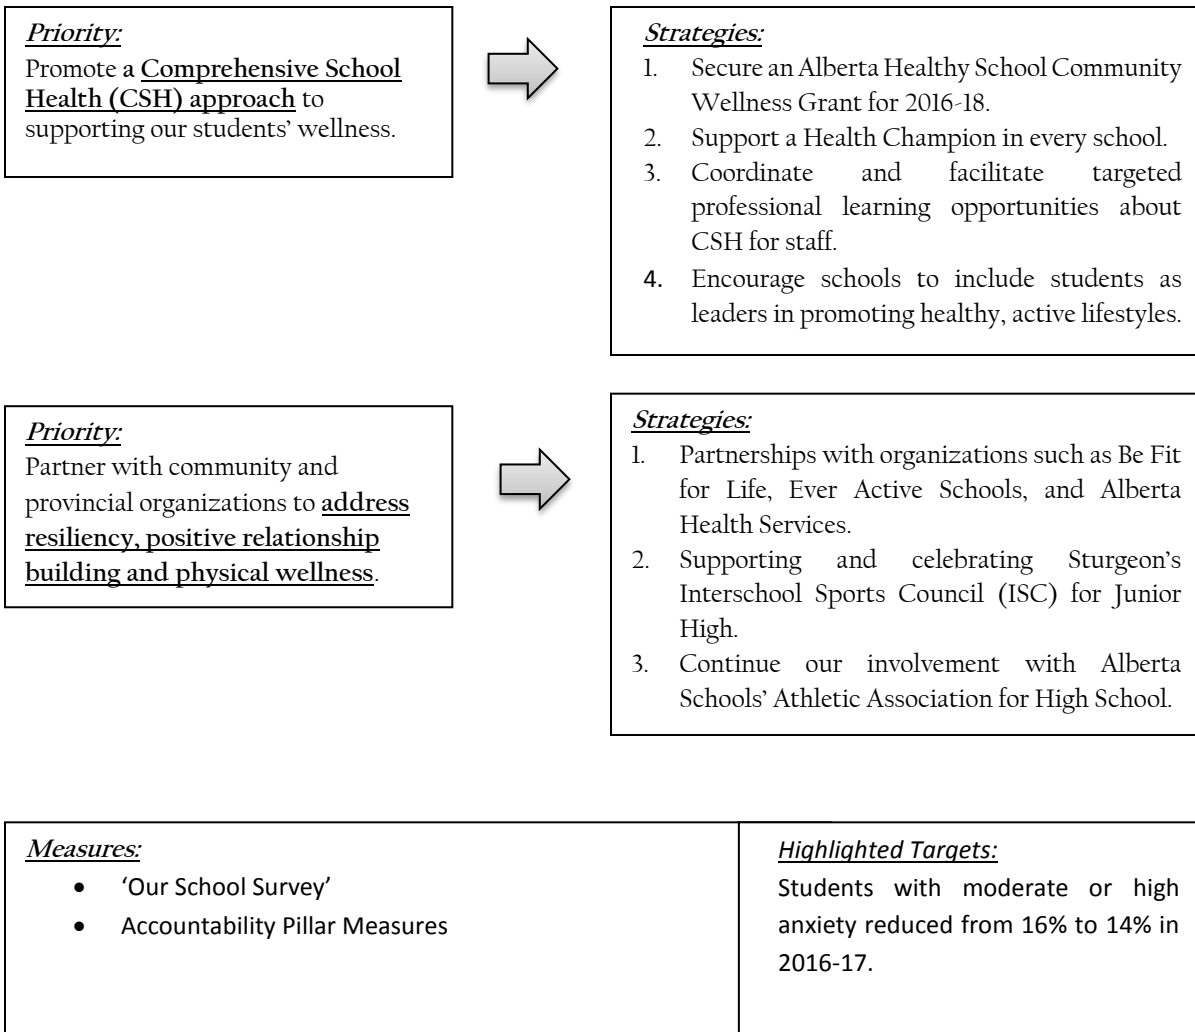 Priority:
Promote a Comprehensive School
Health (CSH) approach to
supporting our students’ wellness.
Strategies:
1. Secure an Alberta Healthy School Community
Wellness Grant for 2016-18.
2. Support a Health Champion in every school.
3. Coordinate and facilitate targeted
professional learning opportunities about
CSH for staff.
4. Encourage schools to include students as
leaders in promoting healthy, active lifestyles.
Priority:
Partner with community and
provincial organizations to address
resiliency, positive relationship
building and physical wellness.
Strategies:
1. Partnerships with organizations such as Be Fit
for Life, Ever Active Schools, and Alberta
Health Services.
2. Supporting and celebrating Sturgeon’s
Interschool Sports Council (ISC) for Junior
High.
3. Continue our involvement with Alberta
Schools’ Athletic Association for High School.
Measures:
• ‘Our School Survey’
• Accountability Pillar Measures
Highlighted Targets:
Students with moderate or high
anxiety reduced from 16% to 14% in
2016-17.